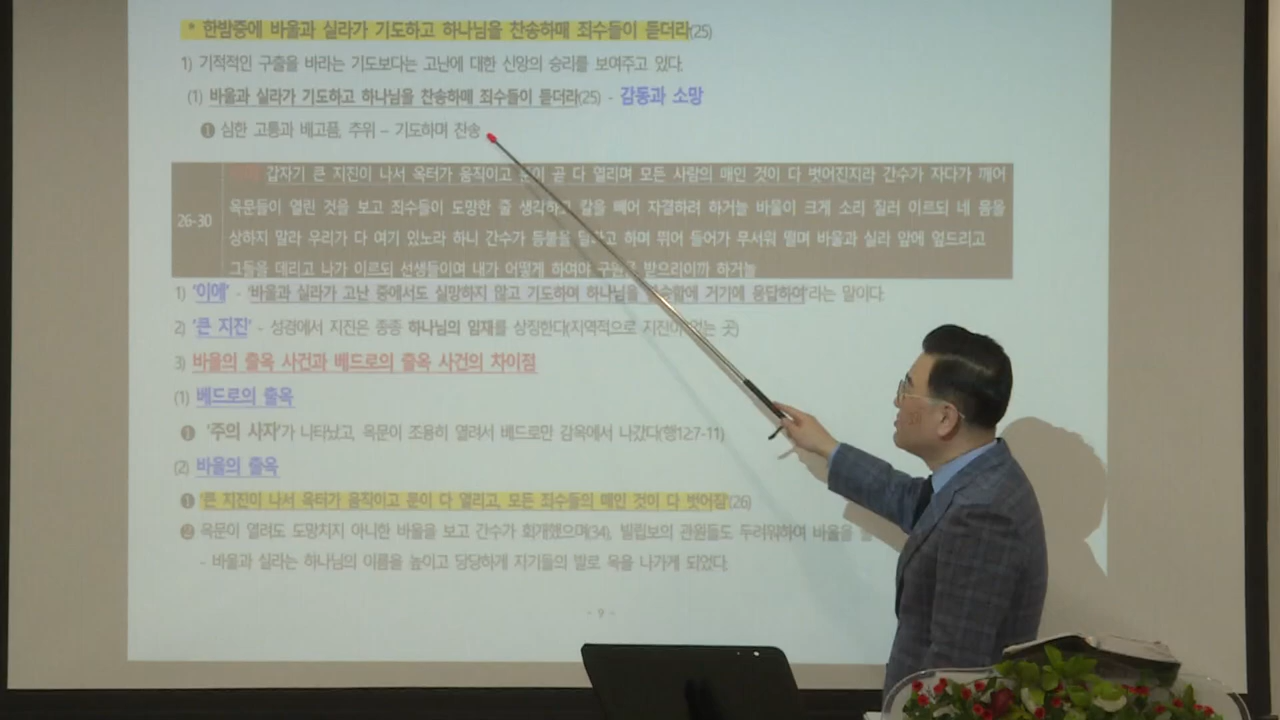 * 한밤중에 바울과 실라가 기도하고 하나님을 찬송하매 죄수들이 듣더라(25)
1) 기적적인 구출을 바라는 기도보다는 고난에 대한 신앙의 승리를 보여주고 있다.
(1) 바울과 실라가 기도하고 하나님을 찬송하매 죄수들이 듣더라(25) - 감동과 소망
❶ 심한 고통과 배고픔, 추위 – 기도하며 찬송
갑자기 큰 지진이 나서 옥터가 움직이고 문이 곧 다 열리며 모든 사람의 매인 것이 다 벗어진지라 간수가 자다가 깨어
옥문들이 열린 것을 보고 죄수들이 도망한 줄 생각하고 칼을 빼어 자결하려 하거늘 바울이 크게 소리 질러 이르되 네 몸을
26-30
상하지 말라 우리가 다 여기 있노라 하니 간수가 등불을 달라고 하며 뛰어 들어가 무서워 떨며 바울과 실라 앞에 엎드리고
그들을 데리고 나가 이르되 선생들이여 내가 어떻게 하여야 구원을 받으리이까 하거늘
1) '이에' - '바울과 실라가 고난 중에서도 실망하지 않고 기도하며 하나님을 찬송할에 거기에 응답하여'라는 말이다.
2) '큰 지진' - 성경에서 지진은 종종 하나님의 임재를 상징한다(지역적으로 지진이 없는 곳)
3) 바울의 출옥 사건과 베드로의 출옥 사건의 차이점
(1) 베드로의 출옥
❶ '주의 사자'가 나타났고, 옥문이 조용히 열려서 베드로만 감옥에서 나갔다(행12:7-11)
(2) 바울의 출옥
❶ '큰 지진이 나서 옥터가 움직이고 문이 다 열리고, 모든 죄수들의 매인 것이 다 벗어짐'(26)
❷ 옥문이 열려도 도망치지 아니한 바울을 보고 간수가 회개했으며(34), 빌립보의 관원들도 두려워하여 바울을
- 바울과 실라는 하나님의 이름을 높이고 당당하게 자기들의 발로 옥을 나가게 되었다.
- 9 -